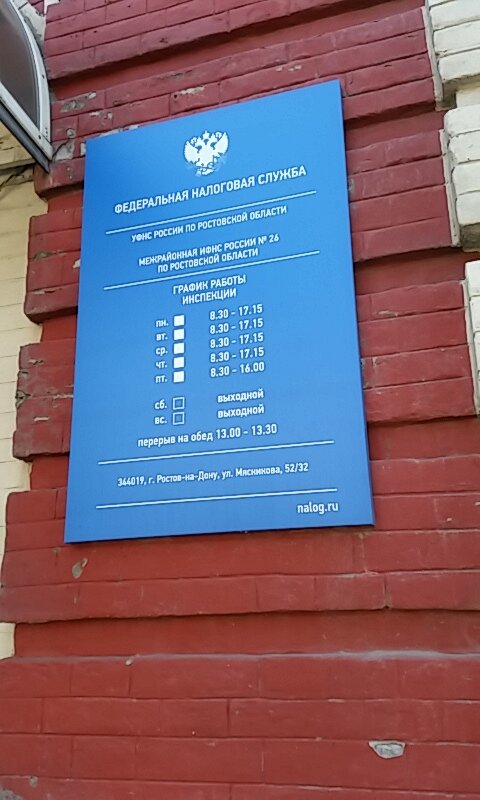 ФЕДЕРАЛЬНАЯ НАЛОГОВАЯ СЛУЖБА
УФНС РОССИИ ПО РОСТОВСКОЙ ОБЛАСТИ
МЕЖРАЙОННАЯ ИФНС РОССИИ № 26
ПО РОСТОВСКОЙ ОБЛАСТИ
ГРАФИК РАБОТЫ
ИНСПЕКЦИИ
пн. 8.30 - 17.15
вт. 8.30 - 17.15
ср. 8.30 - 17.15
чт. 8.30 - 17.15
пт. 8.30 - 16.00
сб. выходной
вс. выходной
перерыв на обед 13.00 - 13.30
344019, г. Ростов-на-Дону, ул. Мясникова, 52/32
nalog.ru